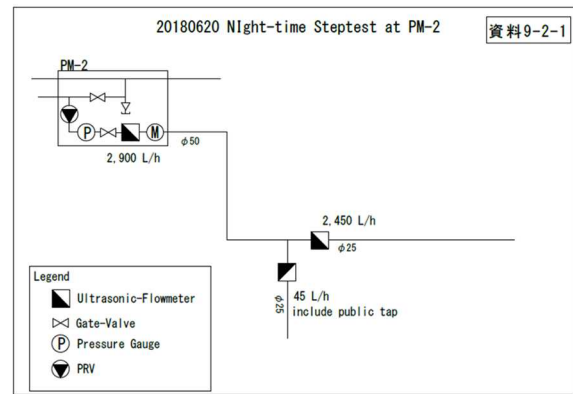 20180620 NIght-time Steptest at PM-2
資料9-2-1
PM-2
P
M
φ50
2,900 L/h
2,450 L/h
φ25
φ25
45 L/h
include public tap
Legend
Ultrasonic-Flowmeter
Gate-Valve
P Pressure Gauge
PRV